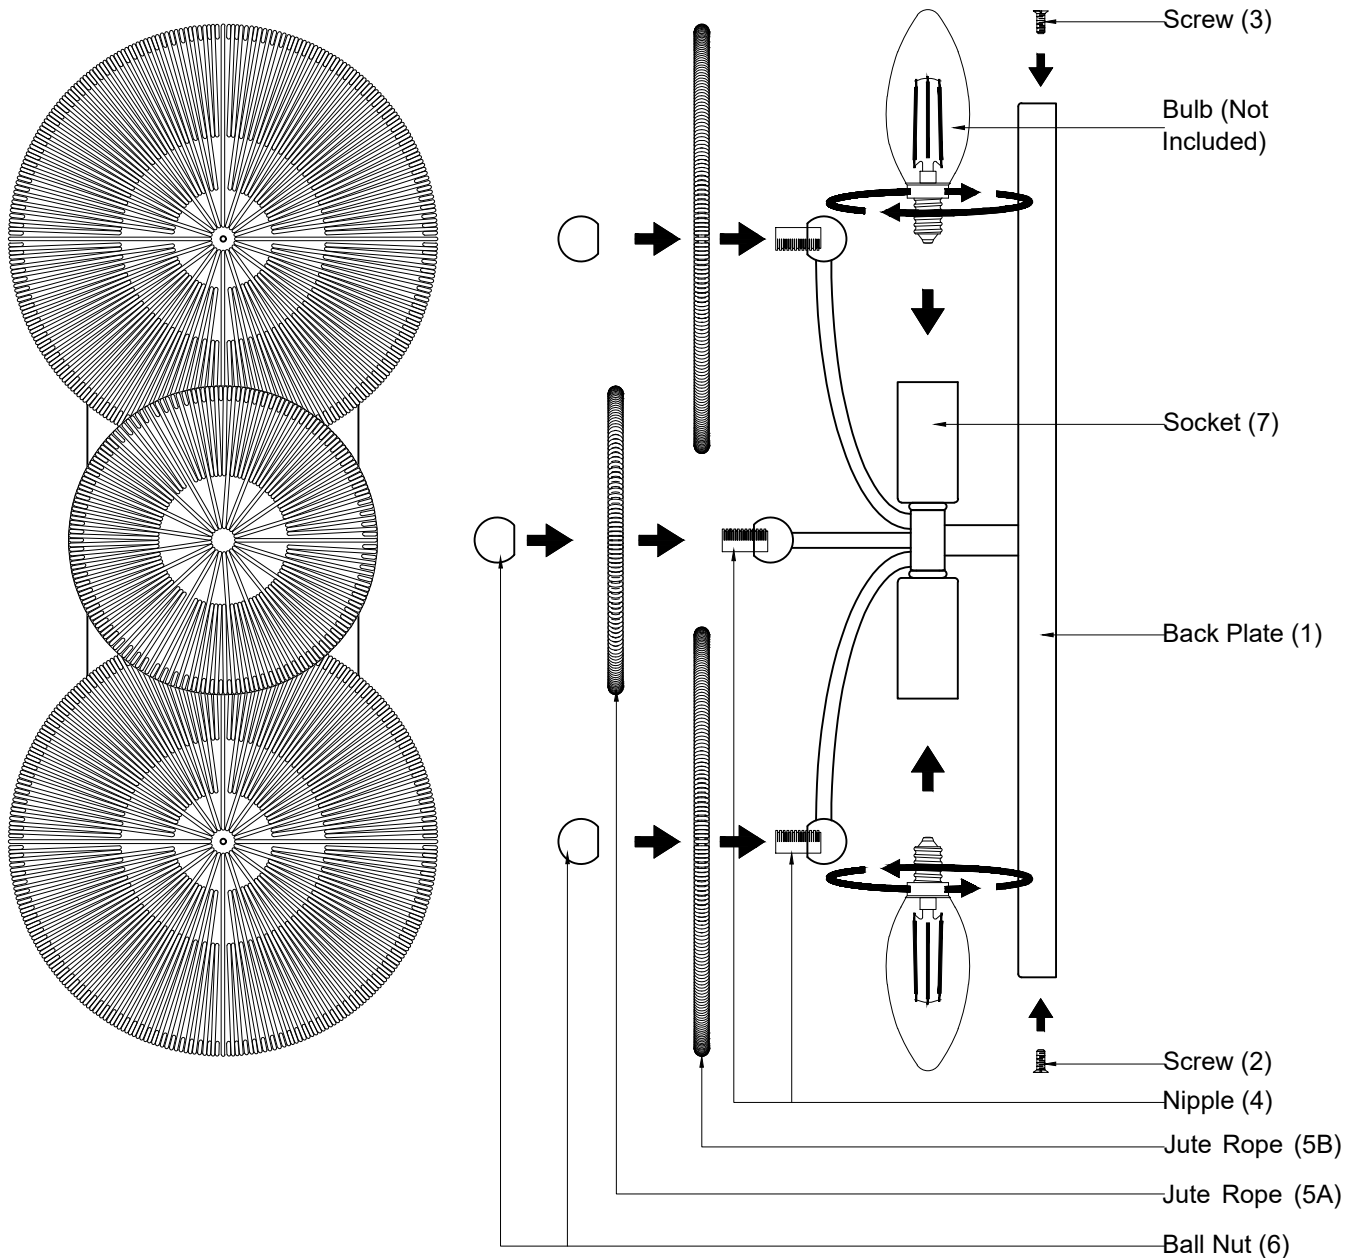 Screw (3)
Bulb (Not
Included)
Socket (7)
Back Plate (1)
Screw (2)
Nipple (4)
Jute Rope (5B)
Jute Rope (5A)
Ball Nut (6)